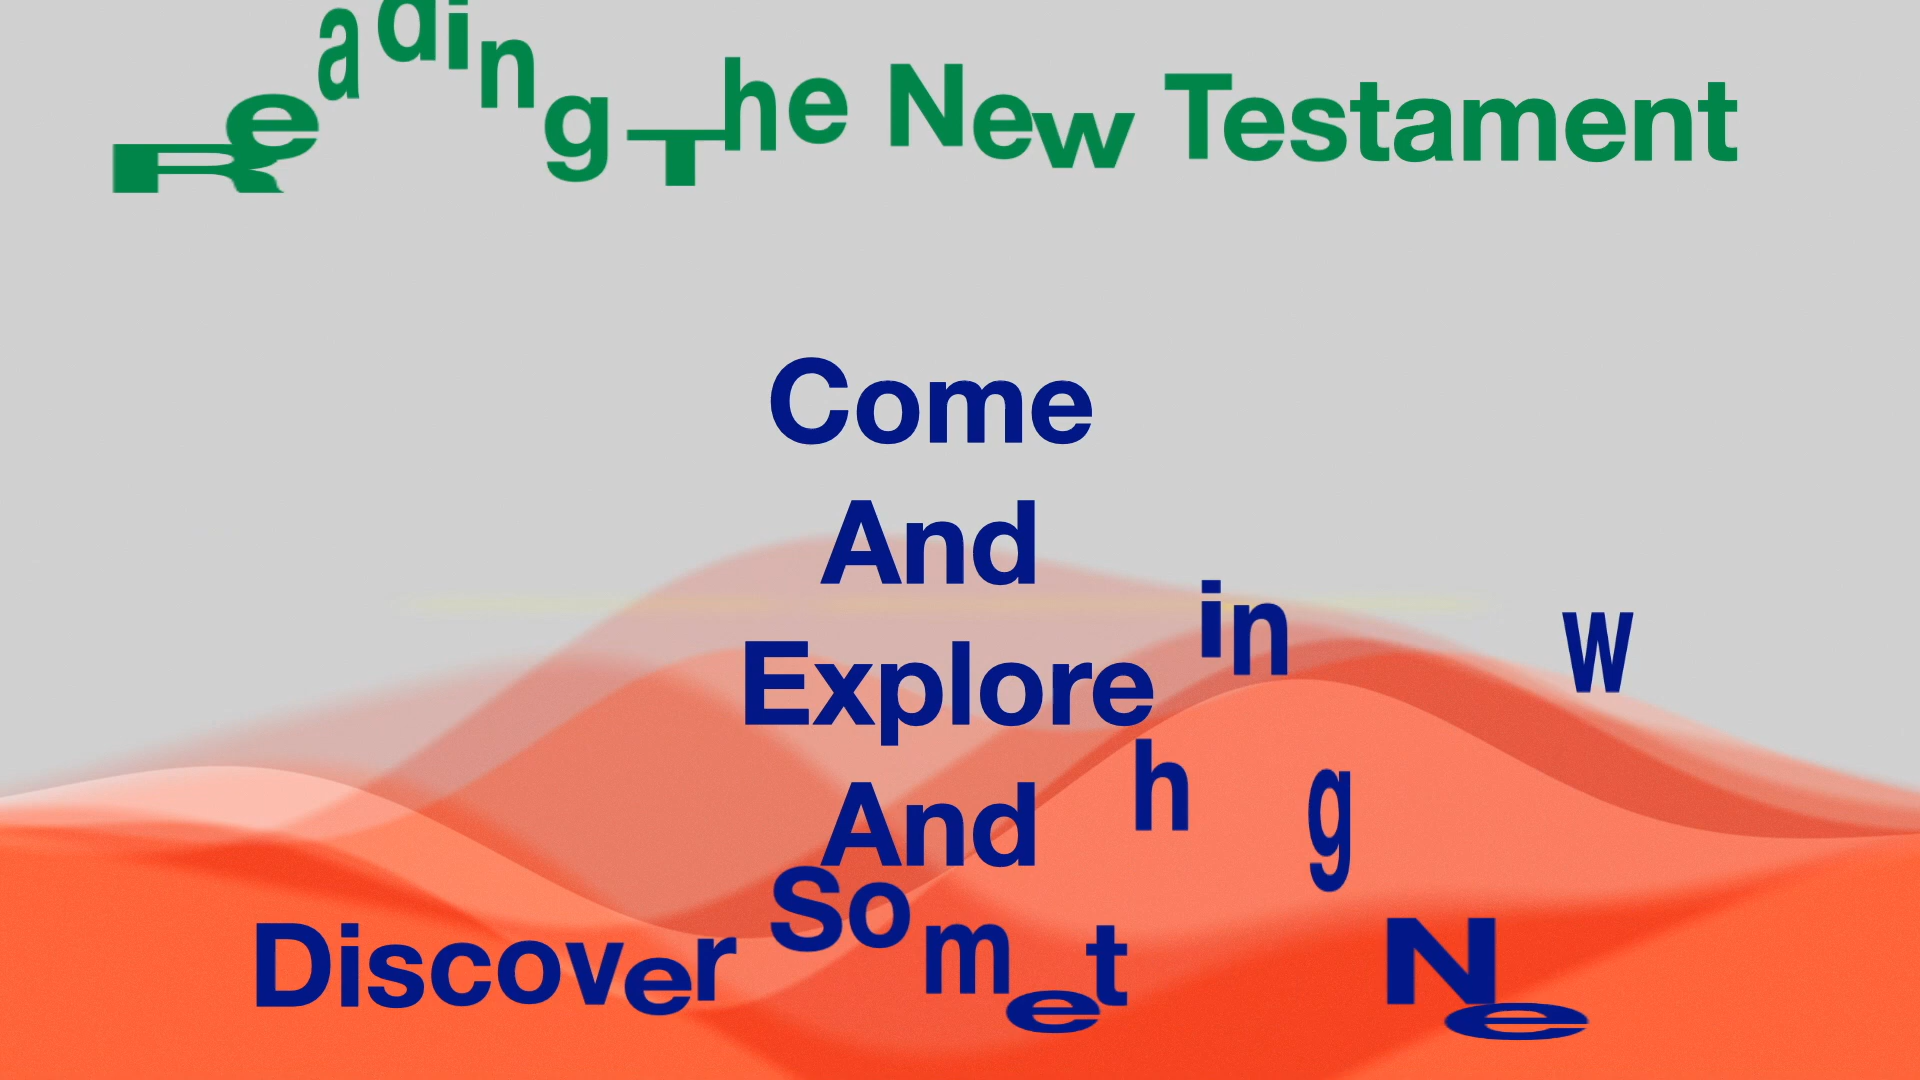 Reading The New Testament
Come
And
Explore
And
Discover Something New